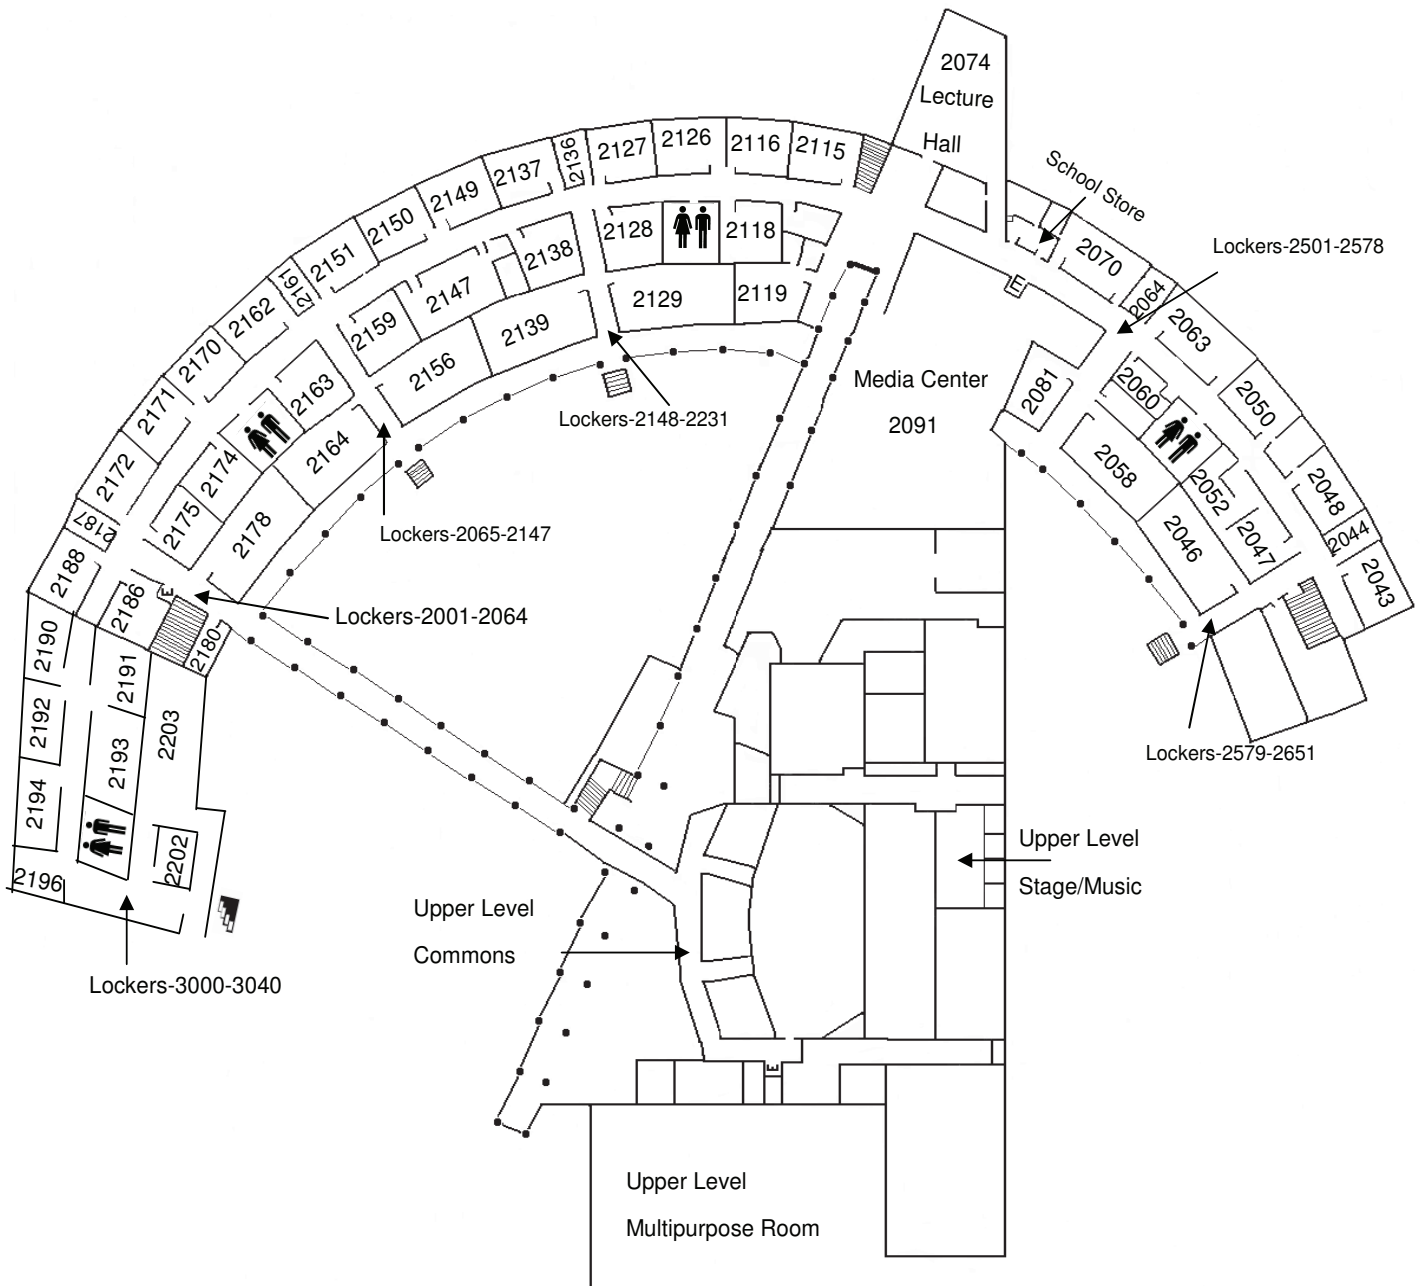 2074
Lecture
Hall
School Store
Lockers-2501-2578
2136
2127
2126
2116
2115
2137
2149
2150
2151
2161
2162
2170
2171
2172
2187
2188
2128
2118
2138
2147
2159
2129
2119
2139
2156
2163
2164
2174
2175
2178
2186
2180
E
2070
2064
2063
2060
2050
2081
2058
2052
2048
2044
2043
2047
2046
E
Media Center
2091
Lockers-2148-2231
Lockers-2065-2147
Lockers-2001-2064
2190
2191
2192
2193
2203
2194
2202
2196
Lockers-3000-3040
Lockers-2579-2651
Upper Level
Stage/Music
Upper Level
Commons
E
Upper Level
Multipurpose Room